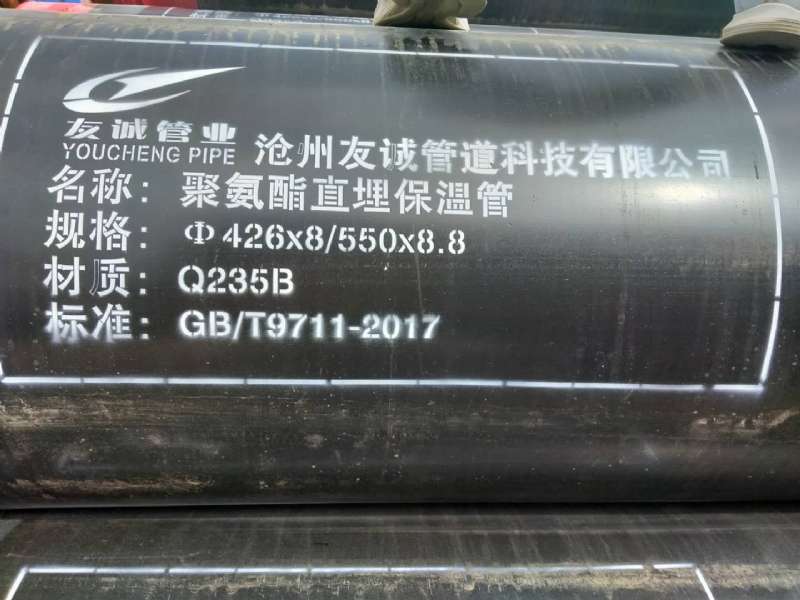 友诚管业
YOUCHENG PIPE
沧州友诚管道科技有限公司
名称：聚氨酯直埋保温管
规格：Φ426x8/550x8.8
材质：Q235B
标准：GB/T9711-2017